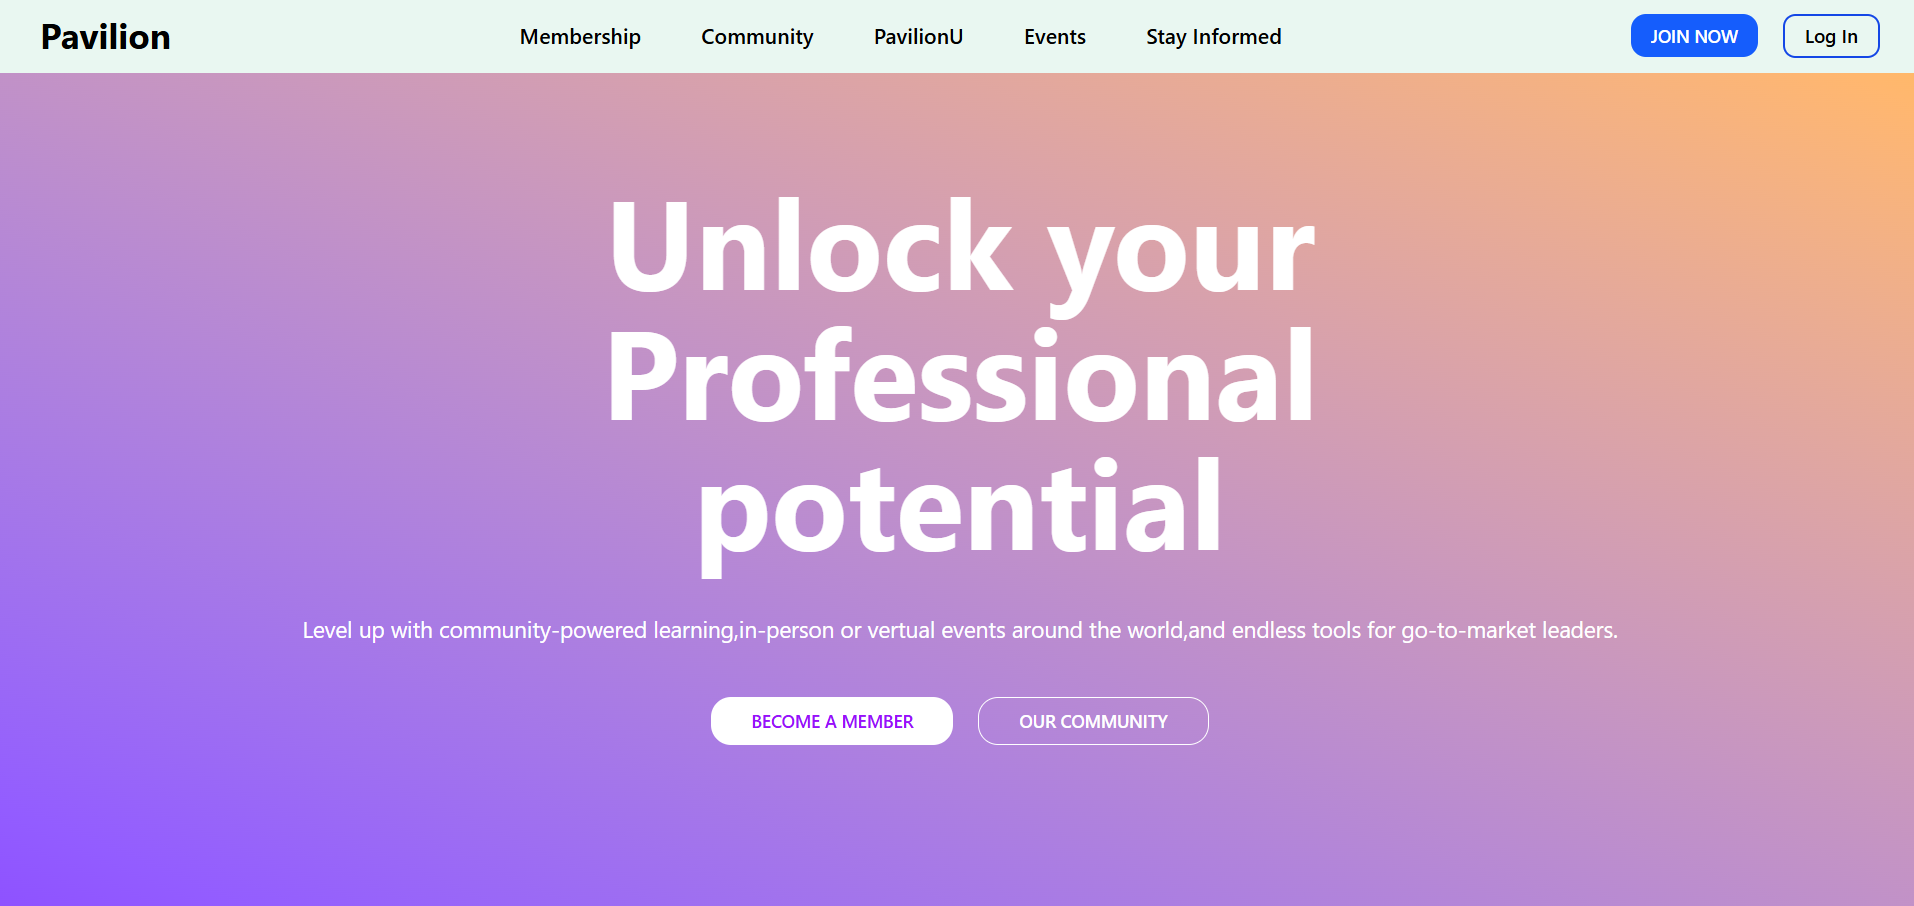 Pavilion
Membership
Community
PavilionU
Events
Stay Informed
JOIN NOW
Log In
Unlock your
Professional
potential
Level up with community-powered learning,in-person or vertual events around the world,and endless tools for go-to-market leaders.
BECOME A MEMBER
OUR COMMUNITY